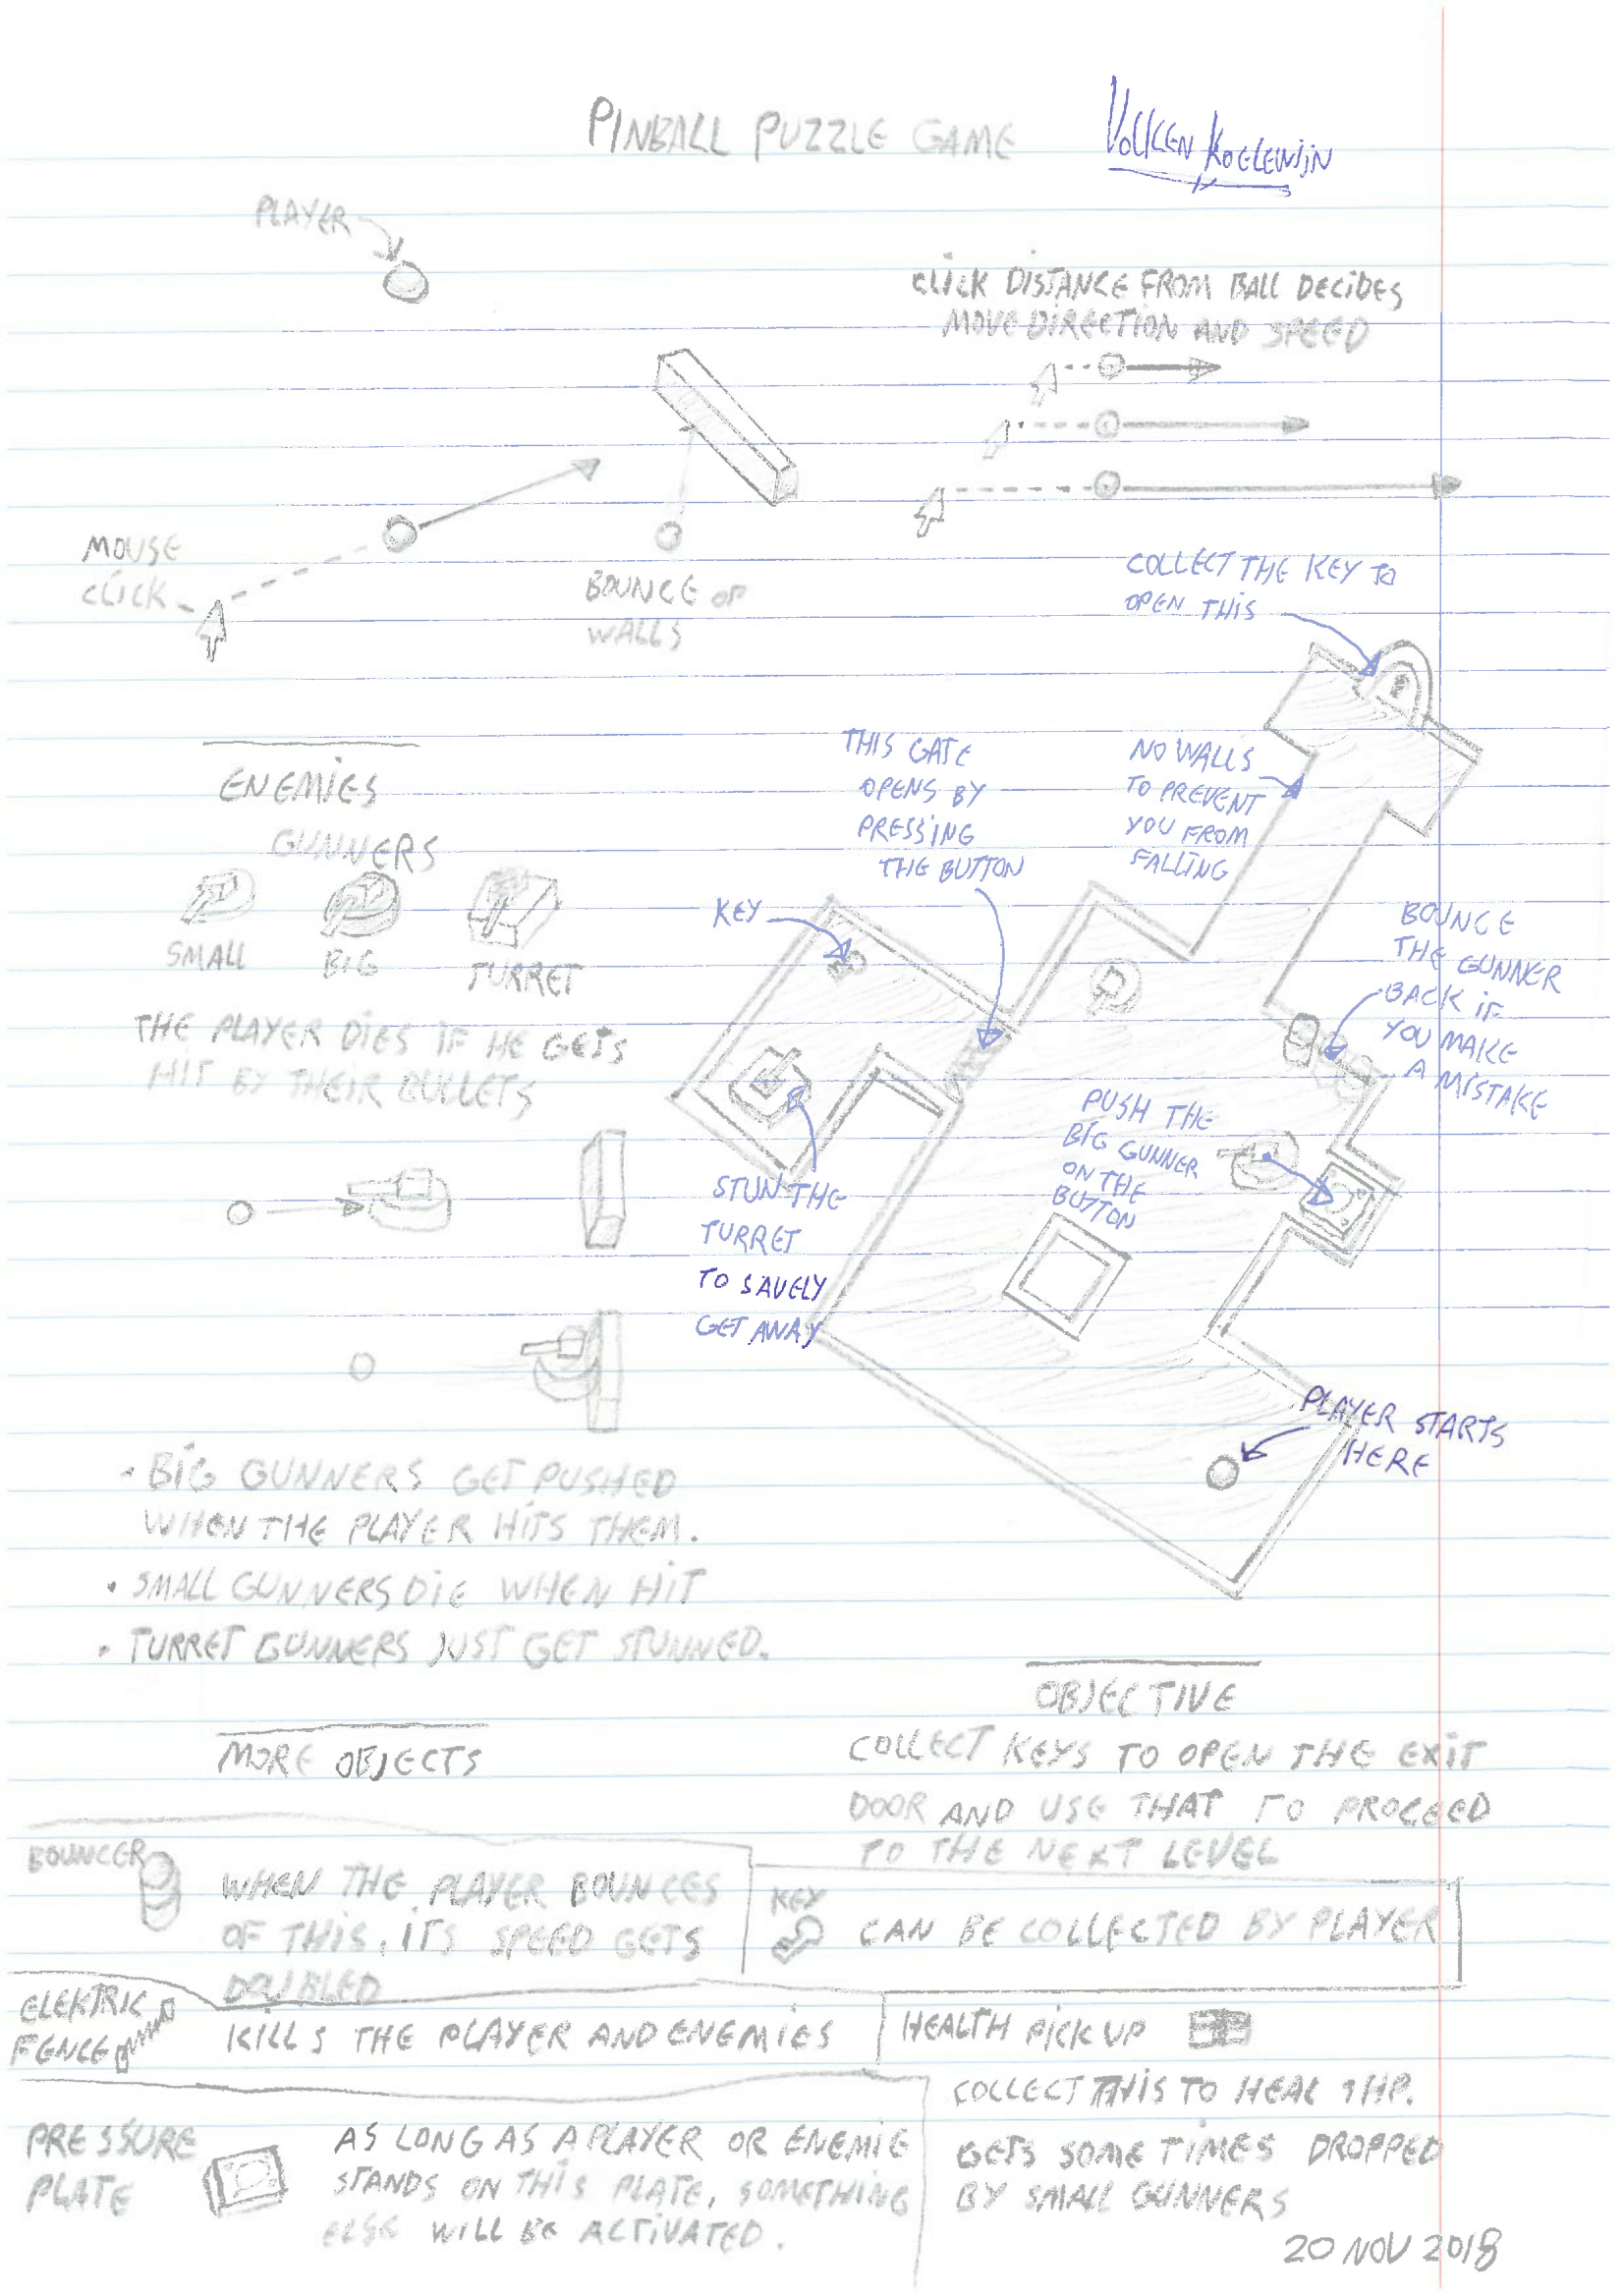 PINBALL PUZZLE GAME
VOLKEN KOELEWIJN
PLAYER
CLICK DISTANCE FROM BALL DECIDES
MOVE DIRECTION AND SPEED
MOUSE
CLICK
BOUNCE OF
WALLS
COLLECT THE KEY TO
OPEN THIS
THIS GATE
OPENS BY
PRESSING
THE BUTTON
NO WALLS
TO PREVENT
YOU FROM
FALLING
KEY
BOUNCE
THE GUNNER
BACK IF
YOU MAKE
A MISTAKE
PUSH THE
BIG GUNNER
ON THE
BUTTON
STUN THE
TURRET
TO SAVELY
GET AWAY
PLAYER STARTS
HERE
ENEMIES
GUNNERS
SMALL
BIG
TURRET
THE PLAYER DIES IF HE GETS
HIT BY THEIR BULLETS
• BIG GUNNERS GET PUSHED
WHEN THE PLAYER HITS THEM.
• SMALL GUNNERS DIE WHEN HIT
• TURRET GUNNERS JUST GET STUNNED.
OBJECTIVE
COLLECT KEYS TO OPEN THE EXIT
DOOR AND USE THAT TO PROCEED
TO THE NEXT LEVEL
MORE OBJECTS
BOUNCER
WHEN THE PLAYER BOUNCES
OF THIS, ITS SPEED GETS
DOUBLED
KEY
CAN BE COLLECTED BY PLAYER
ELEKTRIC
FENCE
KILLS THE PLAYER AND ENEMIES
HEALTH PICK UP
COLLECT THIS TO HEAL 1 HP.
GETS SOME TIMES DROPPED
BY SMALL GUNNERS
PRESSURE
PLATE
AS LONG AS A PLAYER OR ENEMIE
STANDS ON THIS PLATE, SOMETHING
ELSE WILL BE ACTIVATED.
20 NOV 2018